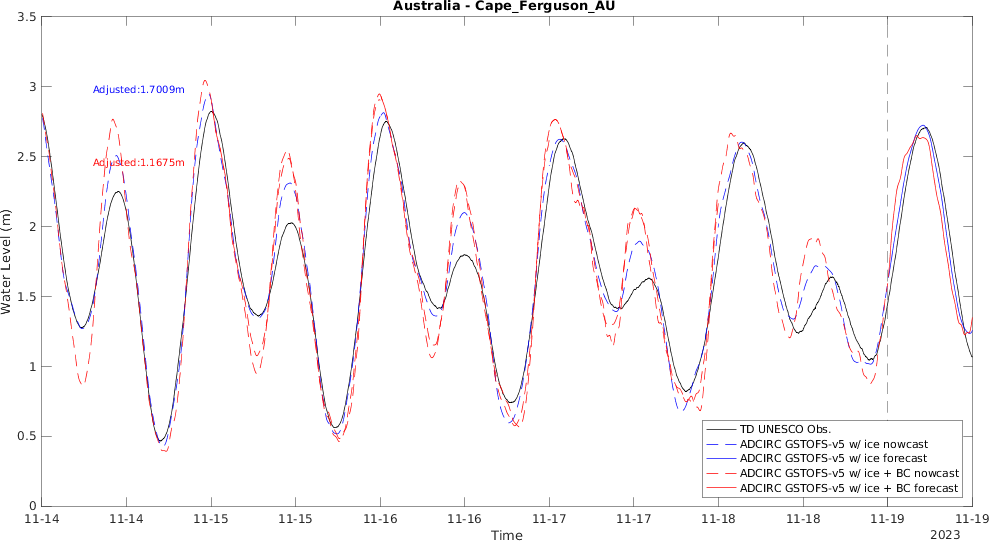 Australia - Cape_Ferguson_AU
3.5
3
2.5
2
1.5
1
0.5
0
Water Level (m)
Adjusted:1.7009m
Adjusted:1.1675m
TD UNESCO Obs.
ADCIRC GSTOFS-v5 w/ ice nowcast
ADCIRC GSTOFS-v5 w/ ice forecast
ADCIRC GSTOFS-v5 w/ ice + BC nowcast
ADCIRC GSTOFS-v5 w/ ice + BC forecast
11-14 11-14 11-15 11-15 11-16 11-16 11-17 11-17 11-18 11-18 11-19 11-19
Time
2023